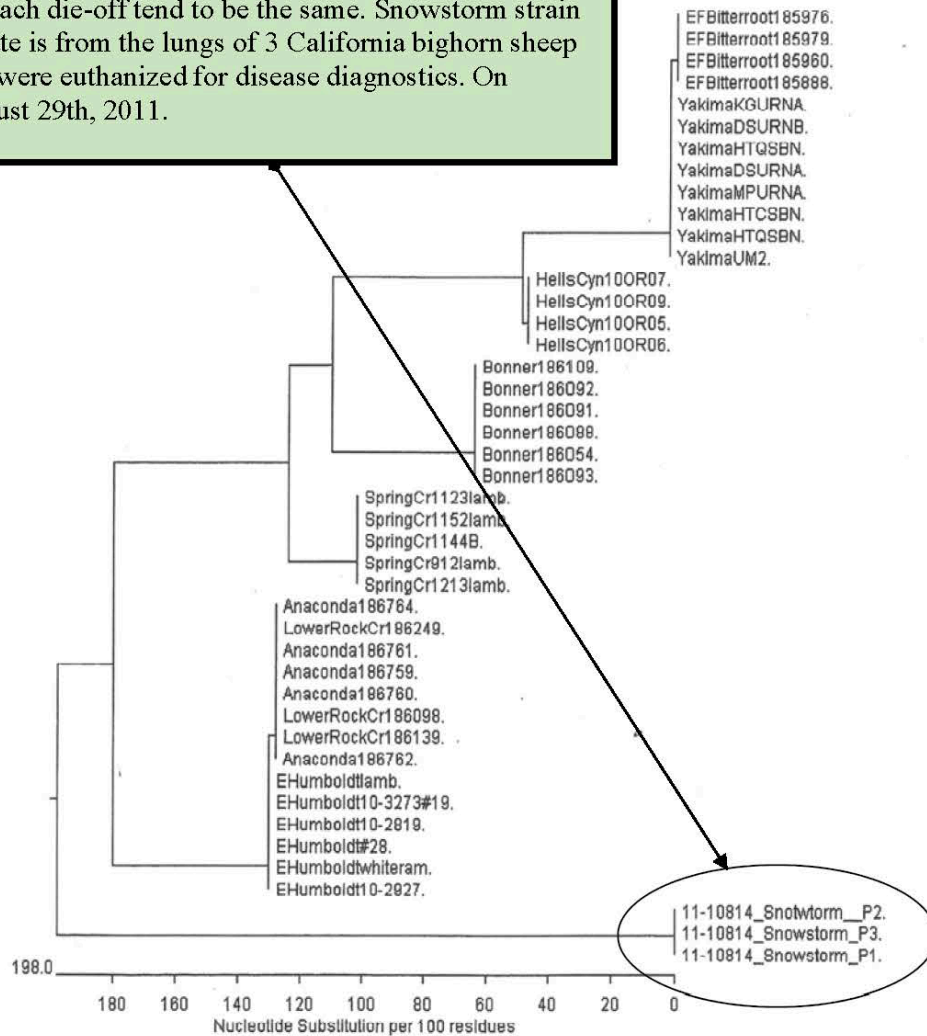 ach die-off tend to be the same. Snowstorm strain
te is from the lungs of 3 California bighorn sheep
were euthanized for disease diagnostics. On
ust 29th, 2011.
EFBitterroot185976.
EFBitterroot185979.
EFBitterroot185960.
EFBitterroot185888.
YakimaKGURNA.
YakimaDSURNB.
YakimaHTQSBN.
YakimaDSURNA.
YakimaMPURNA.
YakimaHTCSBN.
YakimaHTQSBN.
YakimaUM2.
HellsCyn10OR07.
HellsCyn10OR09.
HellsCyn10OR05.
HellsCyn10OR06.
Bonner186109.
Bonner186092.
Bonner186091.
Bonner186088.
Bonner186054.
Bonner186093.
SpringCr1123lamb.
SpringCr1152lamb.
SpringCr1144B.
SpringCr912lamb.
SpringCr1213lamb.
Anaconda186764.
LowerRockCr186249.
Anaconda186761.
Anaconda186759.
Anaconda186760.
LowerRockCr186098.
LowerRockCr186139.
Anaconda186762.
EHumboldtlamb.
EHumboldt10-3273#19.
EHumboldt10-2819.
EHumboldt#28.
EHumboldtwhiteram.
EHumboldt10-2927.
11-10814_Snotwtorm__P2.
11-10814_Snowstorm_P3.
11-10814_Snowstorm_P1.
198.0
180 160 140 120 100 80 60 40 20 0
Nucleotide Substitution per 100 residues